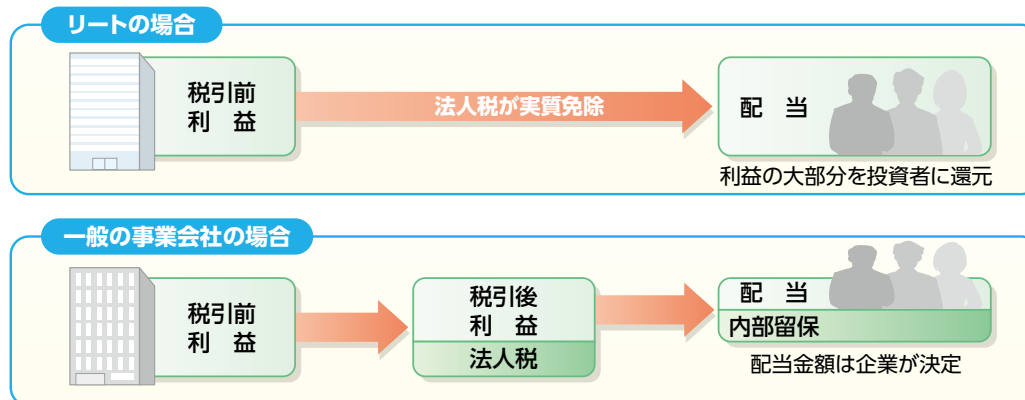 リートの場合
税引前
利 益
法人税が実質免除
配 当
利益の大部分を投資者に還元
一般の事業会社の場合
税引前
利 益
税引後
利 益
法人税
配 当
内部留保
配当金額は企業が決定